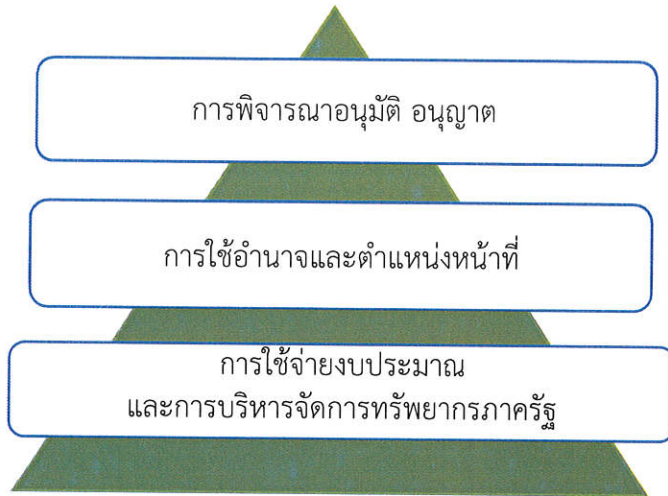 การพิจารณาอนุมัติ อนุญาต
การใช้อำนาจและตำแหน่งหน้าที่
การใช้จ่ายงบประมาณ
และการบริหารจัดการทรัพยากรภาครัฐ